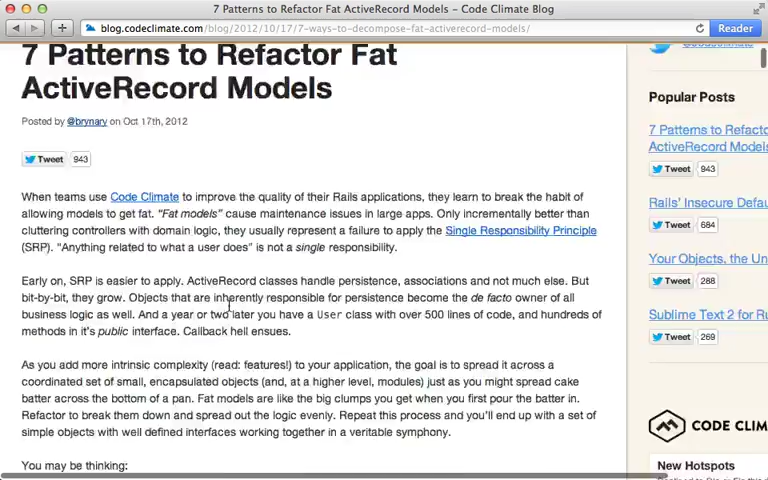 7 Patterns to Refactor Fat ActiveRecord Models – Code Climate Blog
blog.codeclimate.com/blog/2012/10/17/7-ways-to-decompose-fat-activerecord-models/
Reader
7 Patterns to Refactor Fat
ActiveRecord Models
Posted by @brynary on Oct 17th, 2012
Tweet 943
When teams use Code Climate to improve the quality of their Rails applications, they learn to break the habit of
allowing models to get fat. “Fat models” cause maintenance issues in large apps. Only incrementally better than
cluttering controllers with domain logic, they usually represent a failure to apply the Single Responsibility Principle
(SRP). “Anything related to what a user does” is not a single responsibility.
Early on, SRP is easier to apply. ActiveRecord classes handle persistence, associations and not much else. But
bit-by-bit, they grow. Objects that are inherently responsible for persistence become the de facto owner of all
business logic as well. And a year or two later you have a User class with over 500 lines of code, and hundreds of
methods in it’s public interface. Callback hell ensues.
As you add more intrinsic complexity (read: features!) to your application, the goal is to spread it across a
coordinated set of small, encapsulated objects (and, at a higher level, modules) just as you might spread cake
batter across the bottom of a pan. Fat models are like the big clumps you get when you first pour the batter in.
Refactor to break them down and spread out the logic evenly. Repeat this process and you’ll end up with a set of
simple objects with well defined interfaces working together in a veritable symphony.
You may be thinking:
Popular Posts
7 Patterns to Refactor
ActiveRecord Models
Tweet 943
Rails’ Insecure Defau
Tweet 684
Your Objects, the Un
Tweet 288
Sublime Text 2 for Ru
Tweet 269
CODE CLIM
New Hotspots